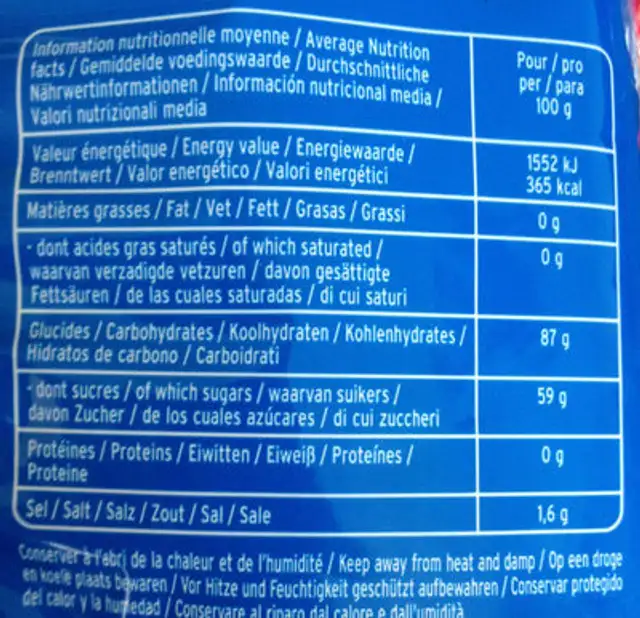 Information nutritionnelle moyenne / Average Nutrition
facts / Gemiddelde voedingswaarde / Durchschnittliche
Nährwertinformationen / Información nutricional media /
Valori nutrizionali media
Pour / pro
per / para
100 g
Valeur énergétique / Energy value / Energiewaarde /
Brenntwert / Valor energético / Valori energétici
1552 kJ
365 kcal
Matières grasses / Fat / Vet / Fett / Grasas / Grassi
0 g
- dont acides gras saturés / of which saturated /
waarvan verzadigde vetzuren / davon gesättigte
Fettsäuren / de las cuales saturadas / di cui saturi
0 g
Glucides / Carbohydrates / Koolhydraten / Kohlenhydrates /
Hidratos de carbono / Carboidrati
87 g
- dont sucres / of which sugars / waarvan suikers /
davon Zucher / de los cuales azúcares / di cui zuccheri
59 g
Protéines / Proteins / Eiwitten / Eiweiß / Proteínes /
Proteine
0 g
Sel / Salt / Salz / Zout / Sal / Sale
1,6 g
Conserver à l'abri de la chaleur et de l'humidité / Keep away from heat and damp / Op een droge
en koele plaats bewaren / Vor Hitze und Feuchtigkeit geschützt aufbewahren / Conservar protegido
del calor y la humedad / Conservare al riparo dal calore e dall'umidità